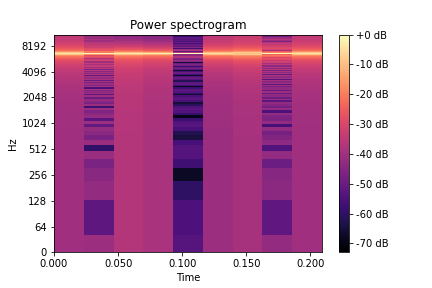 Power spectrogram
8192
4096
2048
1024
512
256
128
64
0
Hz
0.000 0.050 0.100 0.150 0.200
Time
+0 dB
-10 dB
-20 dB
-30 dB
-40 dB
-50 dB
-60 dB
-70 dB